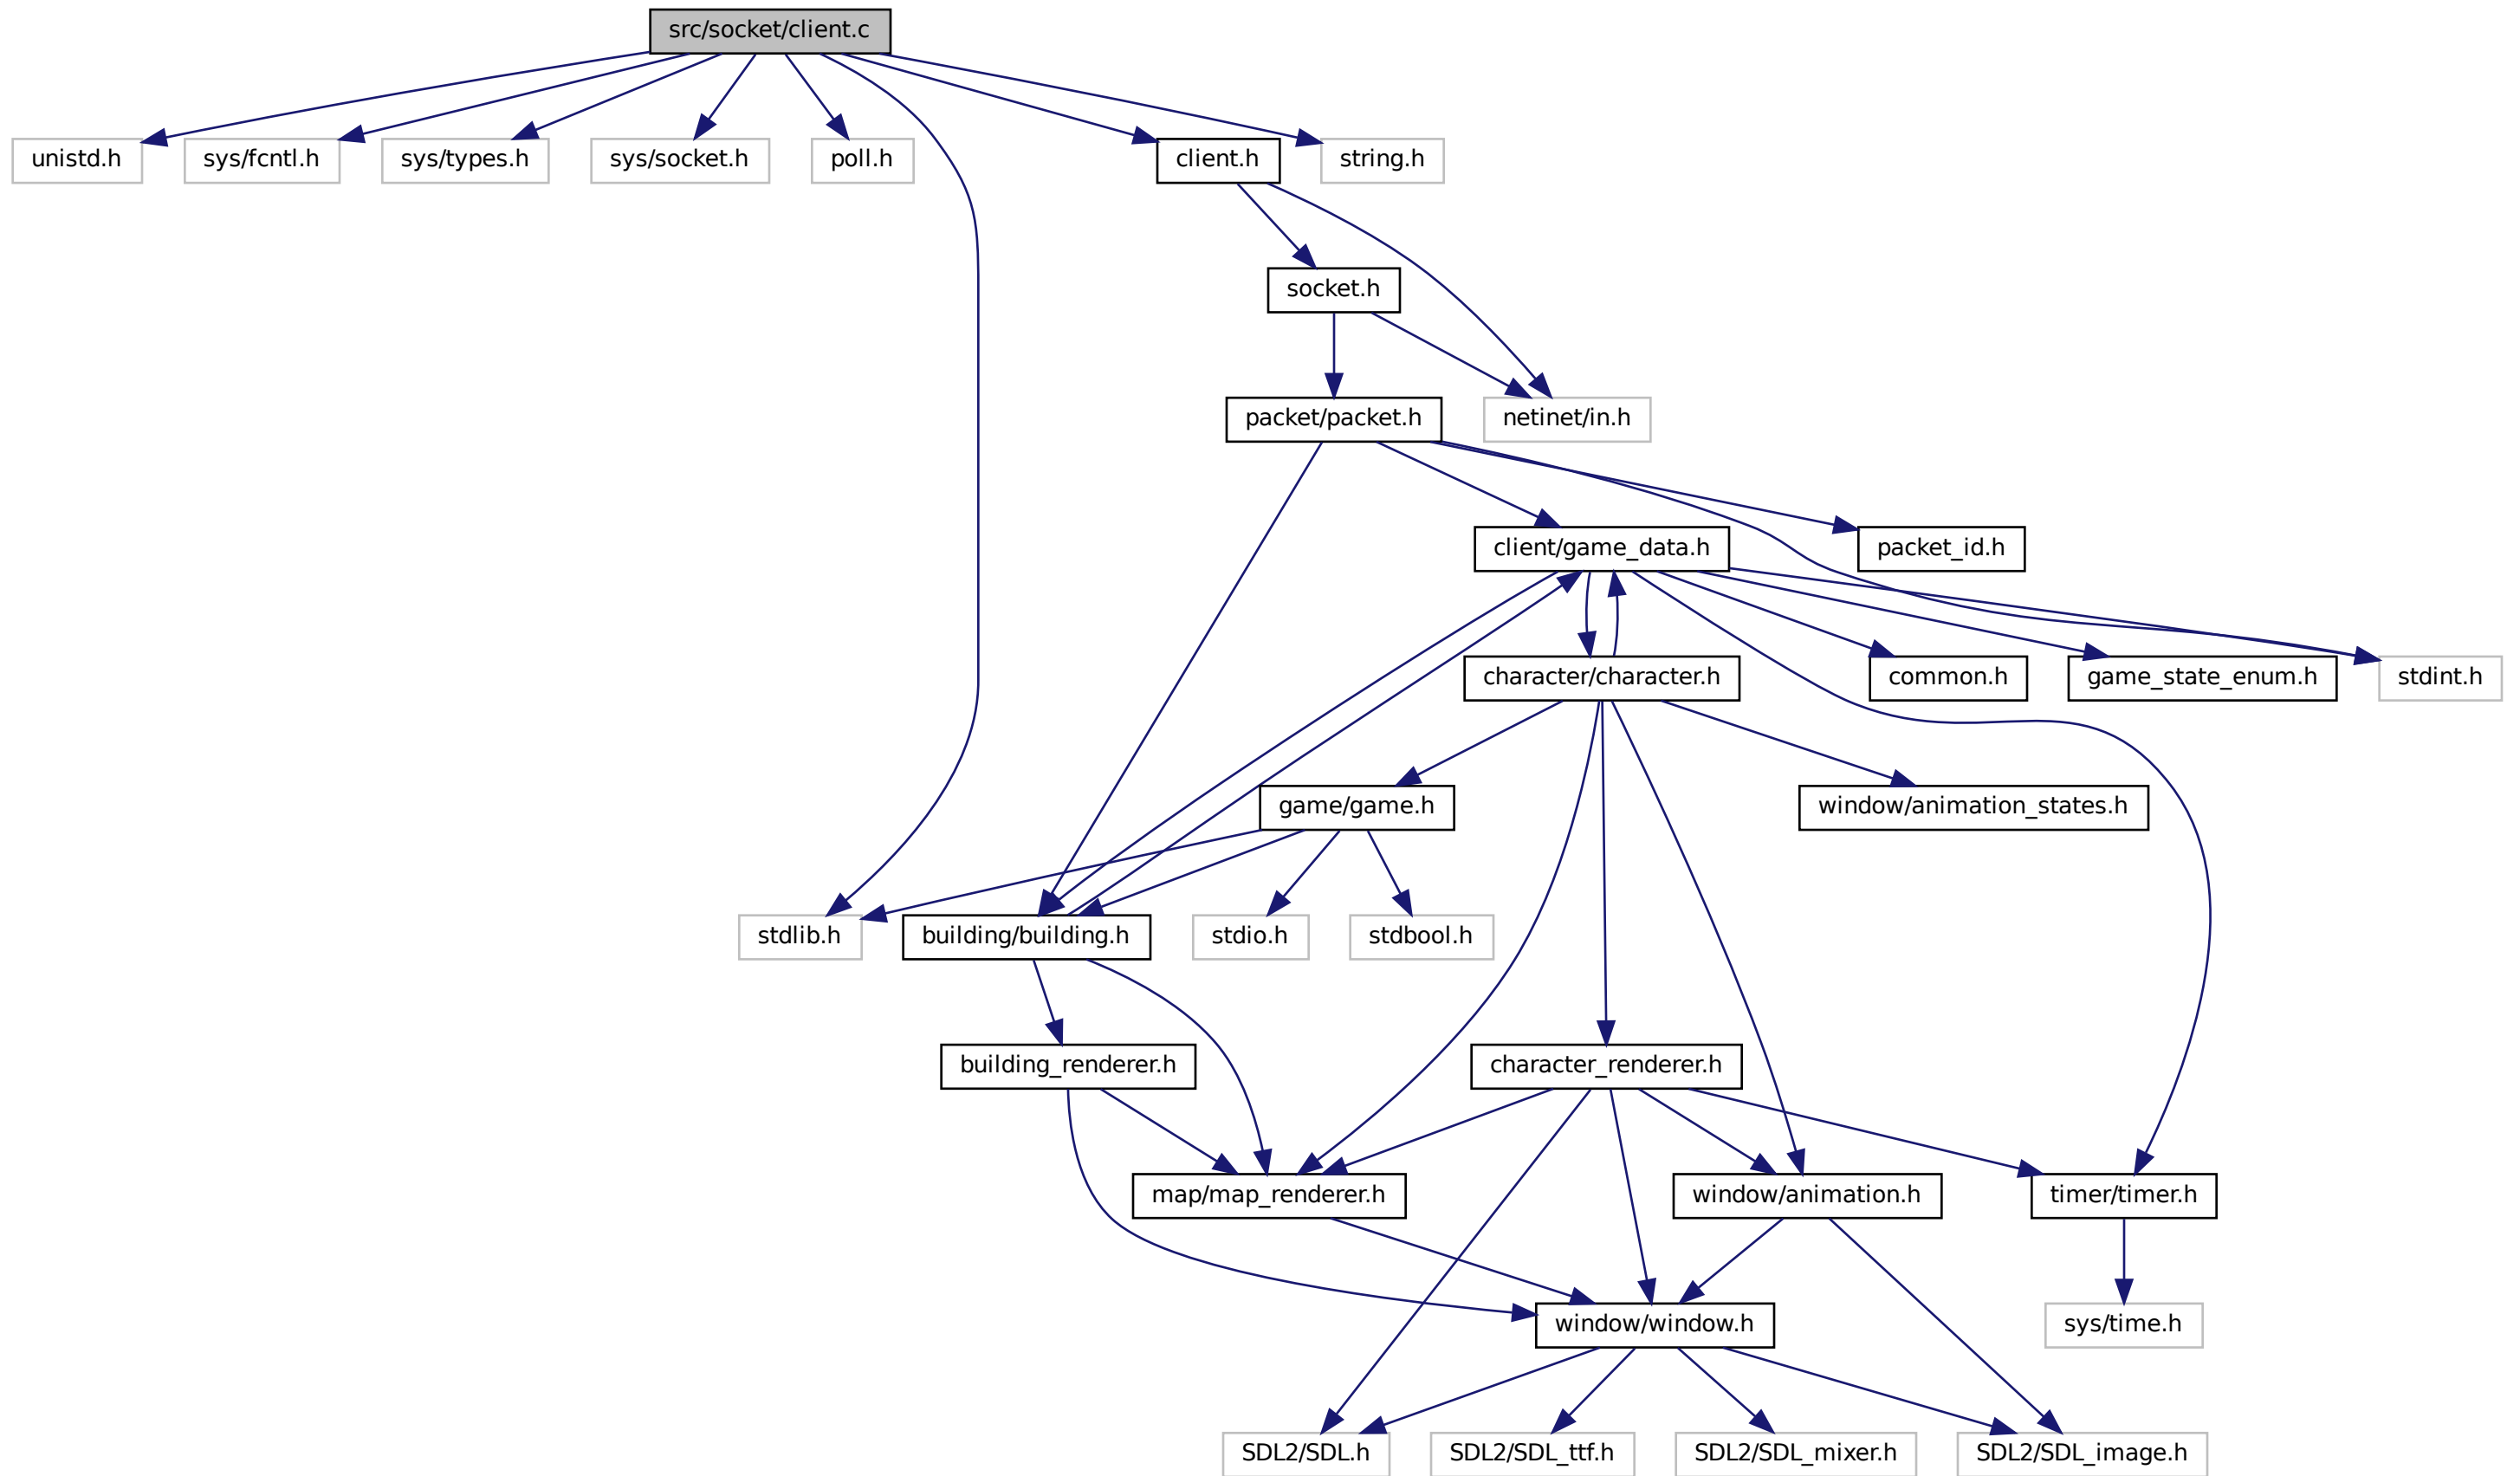 src/socket/client.c
unistd.h
sys/fcntl.h
sys/types.h
sys/socket.h
poll.h
client.h
string.h
socket.h
packet/packet.h
netinet/in.h
client/game_data.h
packet_id.h
character/character.h
common.h
game_state_enum.h
stdint.h
game/game.h
window/animation_states.h
stdlib.h
building/building.h
stdio.h
stdbool.h
building_renderer.h
character_renderer.h
map/map_renderer.h
window/animation.h
timer/timer.h
window/window.h
sys/time.h
SDL2/SDL.h
SDL2/SDL_ttf.h
SDL2/SDL_mixer.h
SDL2/SDL_image.h